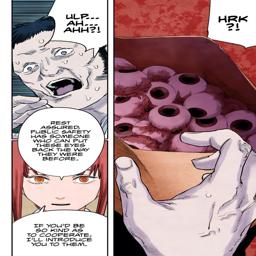 HRK
?!
ULP...
AH...
AHH?!
REST
ASSURED,
PUBLIC SAFETY
HAS SOMEONE
WHO CAN PUT
THESE EYES
BACK THE WAY
THEY WERE
BEFORE.
IF YOU'D BE
SO KIND AS
TO COOPERATE,
I'LL INTRODUCE
YOU TO THEM.